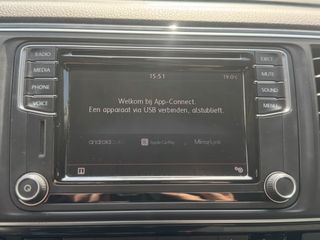 RADIO
MEDIA
PHONE
VOICE
15:51
19.0°C
Welkom bij App-Connect.
Een apparaat via USB verbinden, alstublieft.
androidauto
Apple CarPlay
MirrorLink
EJECT
MUTE
SOUND
MENU